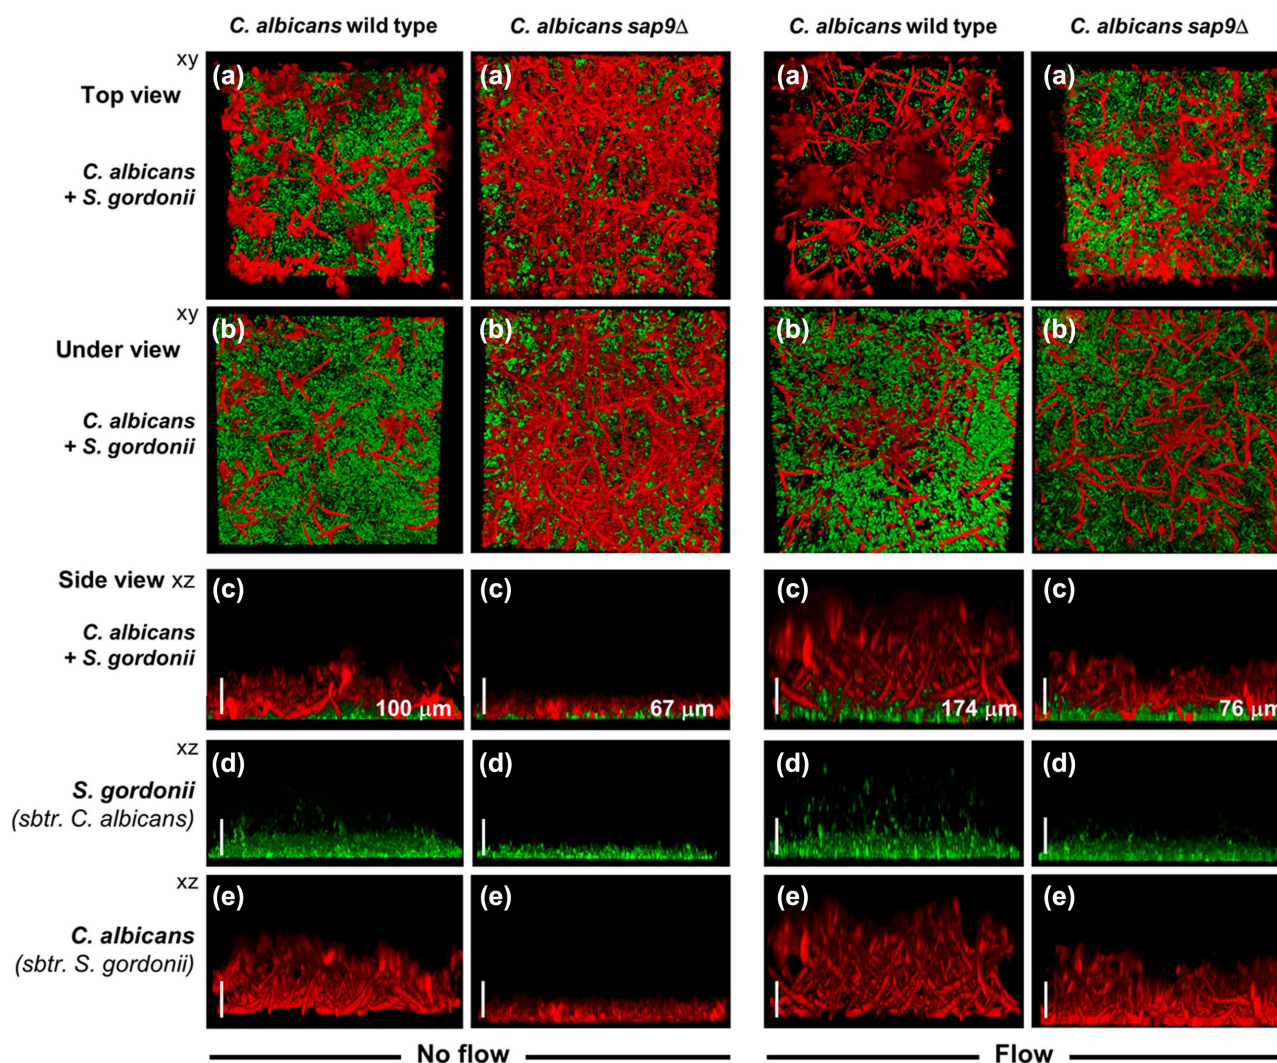 C. albicans wild type C. albicans sap9Δ C. albicans wild type C. albicans sap9Δ
xy (a) (a) (a) (a)
Top view
C. albicans
+ S. gordonii
xy (b) (b) (b) (b)
Under view
C. albicans
+ S. gordonii
Side view xz (c) (c) (c) (c)
C. albicans
+ S. gordonii
100 μm 67 μm 174 μm 76 μm
xz (d) (d) (d) (d)
S. gordonii
(sbtr. C. albicans)
xz (e) (e) (e) (e)
C. albicans
(sbtr. S. gordonii)
No flow Flow